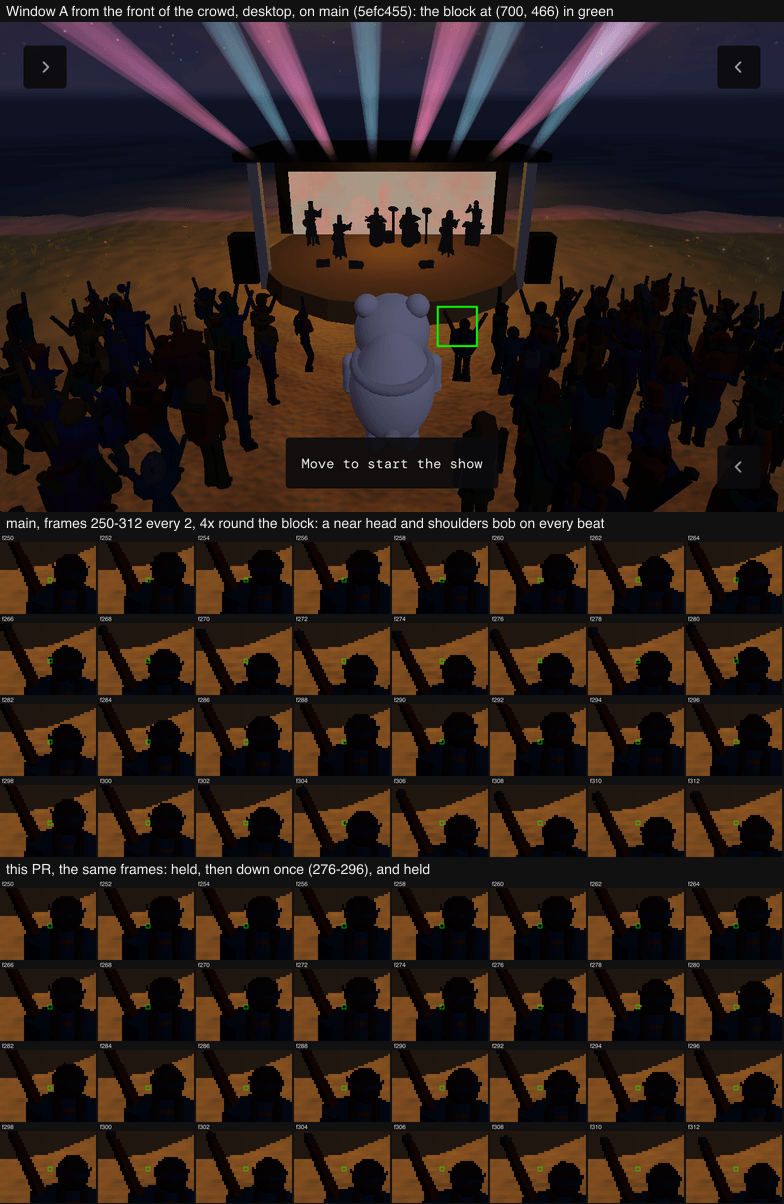 Window A from the front of the crowd, desktop, on main (5efc455): the block at (700, 466) in green
Move to start the show
main, frames 250-312 every 2, 4x round the block: a near head and shoulders bob on every beat
f250 f252 f254 f256 f258 f260 f262 f264
f266 f268 f270 f272 f274 f276 f278 f280
f282 f284 f286 f288 f290 f292 f294 f296
f298 f300 f302 f304 f306 f308 f310 f312
this PR, the same frames: held, then down once (276-296), and held
f250 f252 f254 f256 f258 f260 f262 f264
f266 f268 f270 f272 f274 f276 f278 f280
f282 f284 f286 f288 f290 f292 f294 f296
f298 f300 f302 f304 f306 f308 f310 f312